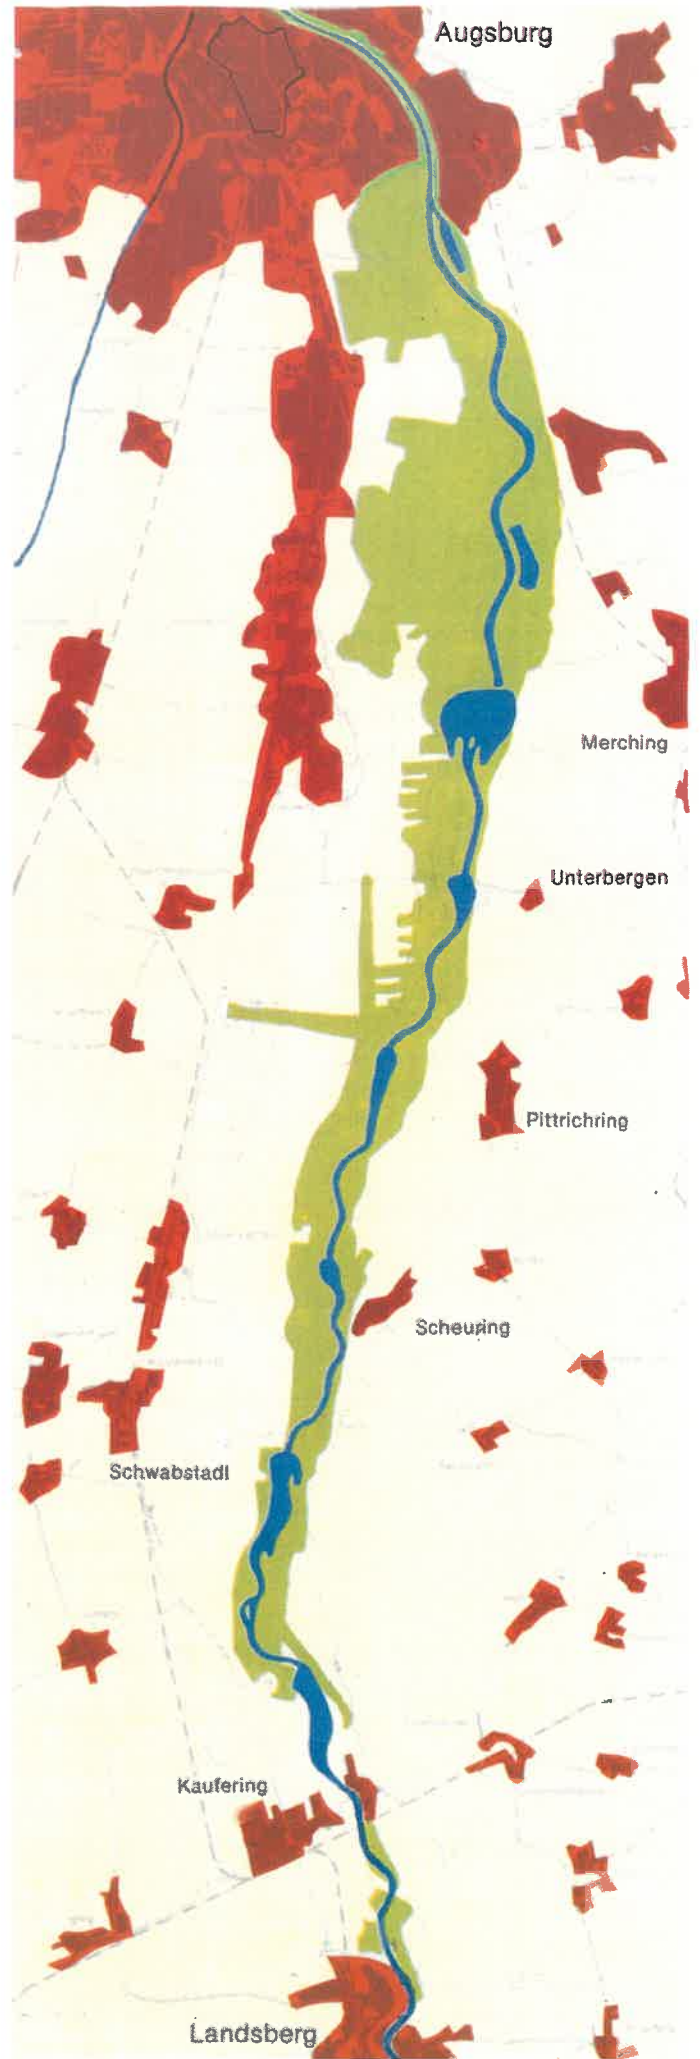 Augsburg
Merching
Unterbergen
Pittrichring
Scheuring
Schwabstadl
Kaufering
Landsberg